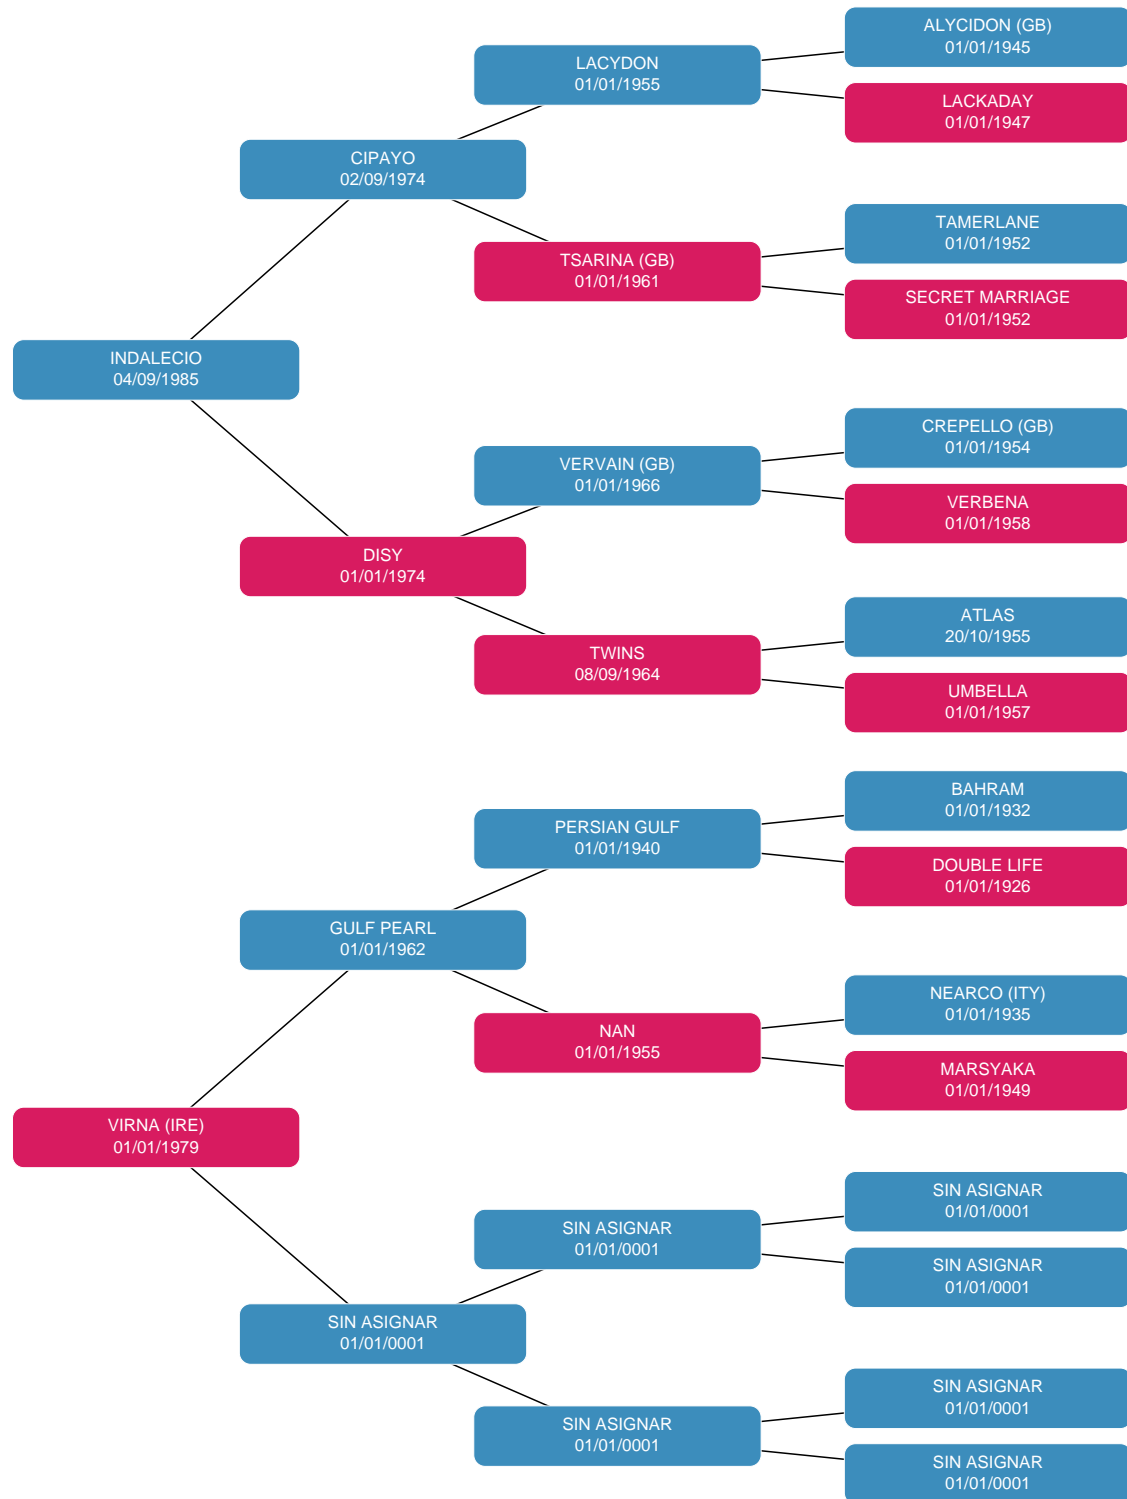 ALYCIDON (GB)
01/01/1945
LACYDON
01/01/1955
LACKADAY
01/01/1947
CIPAYO
02/09/1974
TAMERLANE
01/01/1952
TSARINA (GB)
01/01/1961
SECRET MARRIAGE
01/01/1952
INDALECIO
04/09/1985
CREPELLO (GB)
01/01/1954
VERVAIN (GB)
01/01/1966
VERBENA
01/01/1958
DISY
01/01/1974
ATLAS
20/10/1955
TWINS
08/09/1964
UMBELLA
01/01/1957
BAHRAM
01/01/1932
PERSIAN GULF
01/01/1940
DOUBLE LIFE
01/01/1926
GULF PEARL
01/01/1962
NEARCO (ITY)
01/01/1935
NAN
01/01/1955
MARSYAKA
01/01/1949
VIRNA (IRE)
01/01/1979
SIN ASIGNAR
01/01/0001
SIN ASIGNAR
01/01/0001
SIN ASIGNAR
01/01/0001
SIN ASIGNAR
01/01/0001
SIN ASIGNAR
01/01/0001
SIN ASIGNAR
01/01/0001
SIN ASIGNAR
01/01/0001